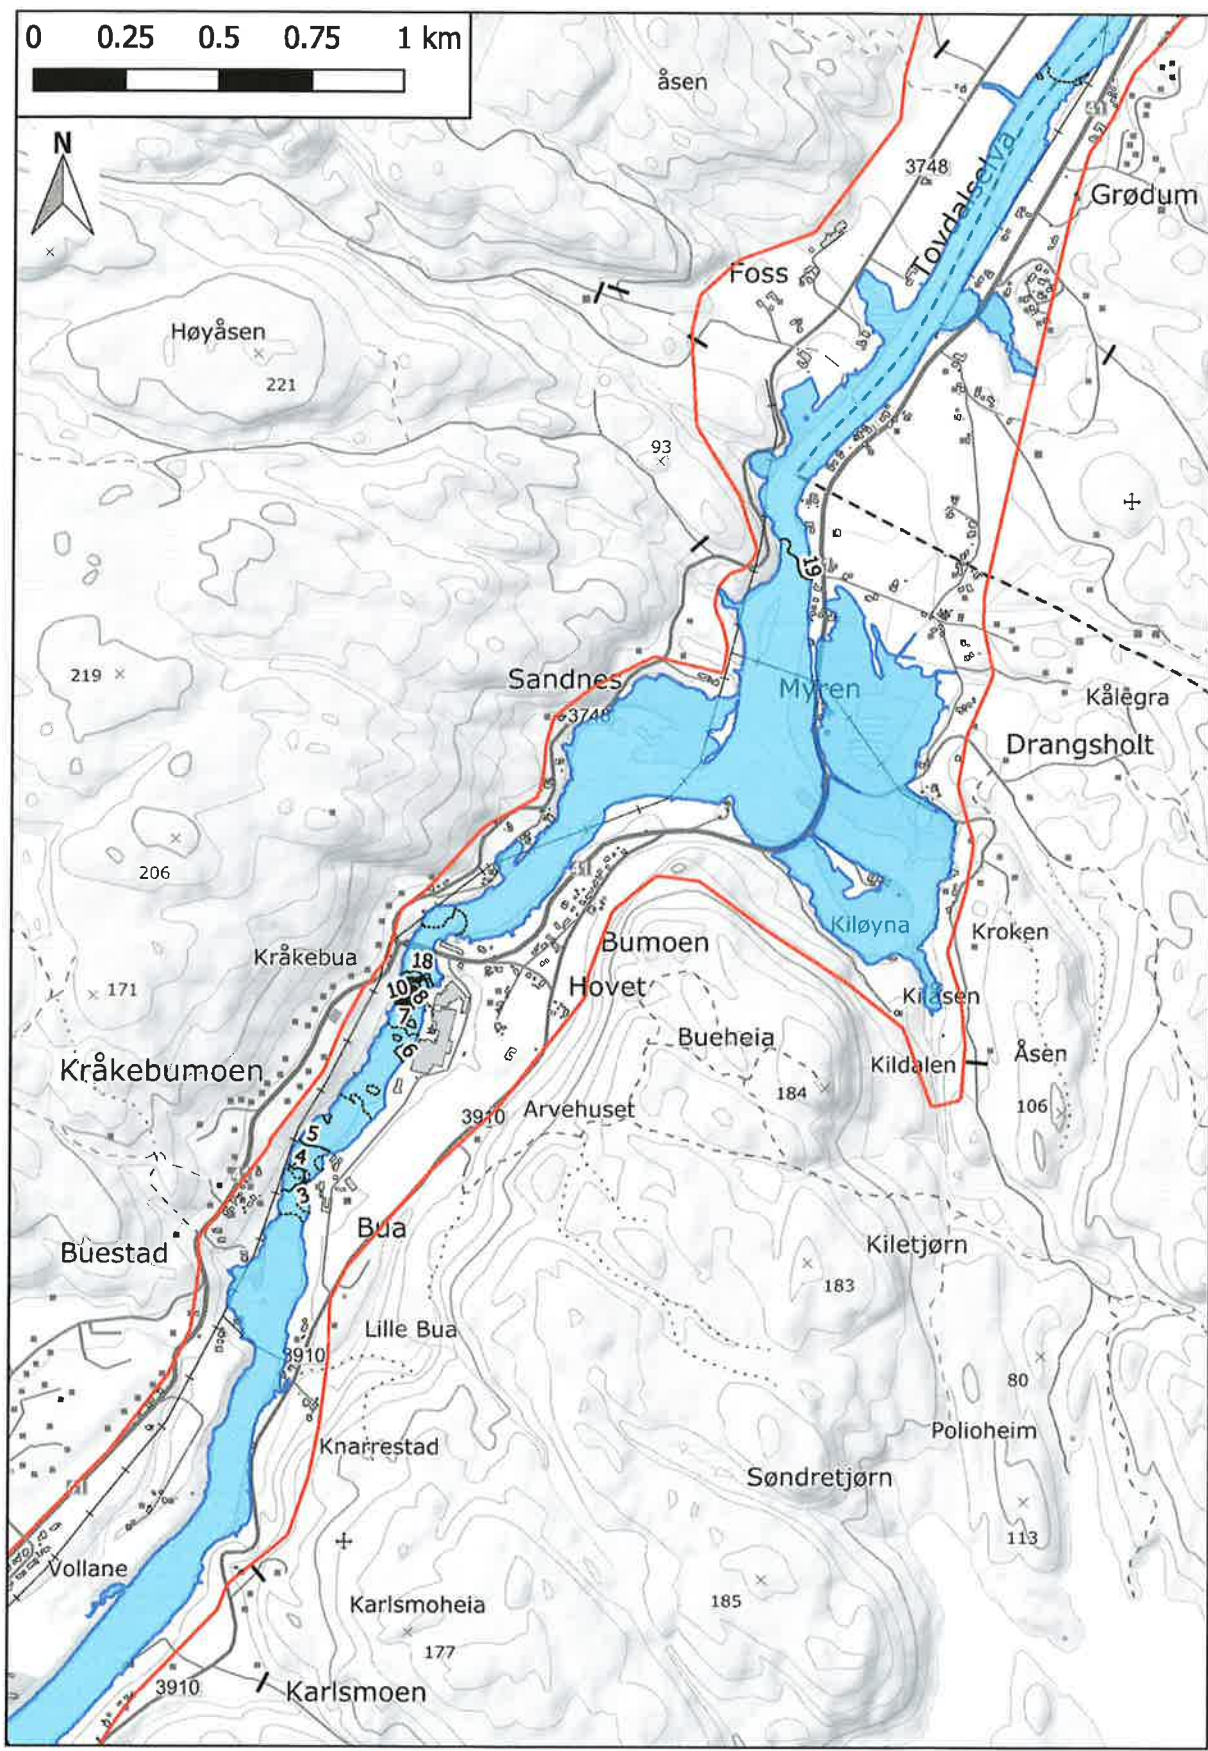 0 0.25 0.5 0.75 1 km
N
åsen
41
3748
Tovdalselva
Grødum
Foss
Høyåsen
221
93
19
219
Sandnes
3748
Myren
Kålegra
Drangsholt
206
41
Kiløyna
Kroken
Bumoen
Kråkebua
18
171
10
8
Hovet
Kilåsen
7
6
Bueheia
Kråkebumoen
Kildalen
Åsen
184
106
3910
Arvehuset
5
4
3
Bua
Buestad
Kiletjørn
183
Lille Bua
3910
80
Polioheim
Knarrestad
Søndretjørn
41
113
Vollane
185
Karlsmoheia
177
3910
Karlsmoen